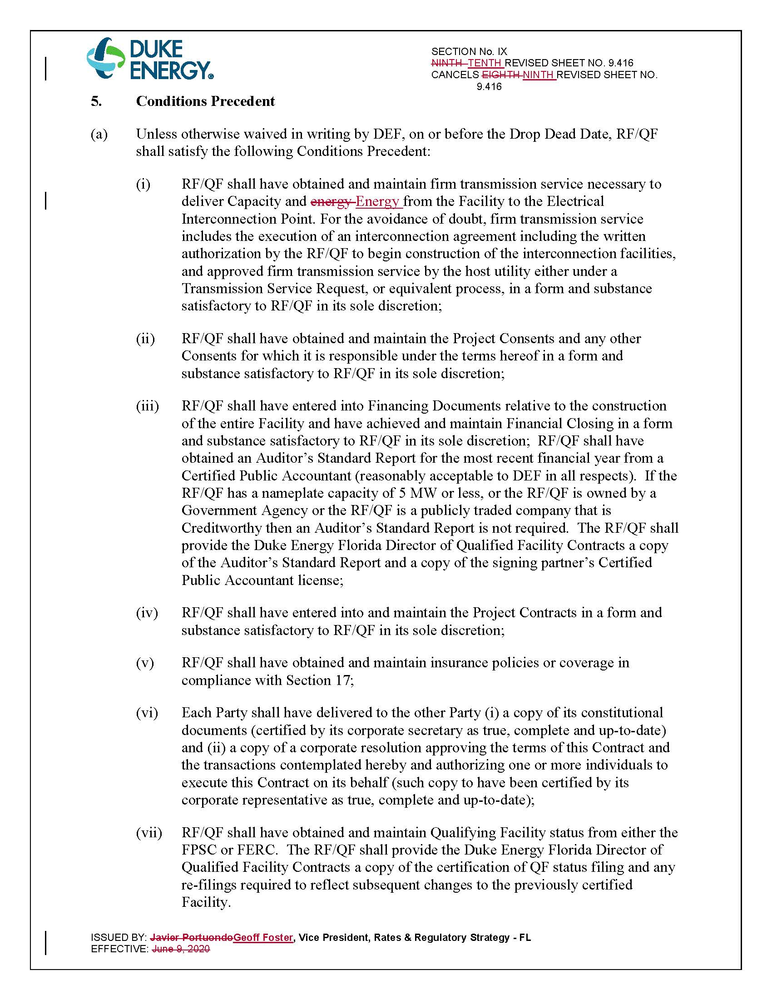 DUKE
ENERGY®
SECTION No. IX
NINTH TENTH REVISED SHEET NO. 9.416
CANCELS EIGHTH NINTH REVISED SHEET NO.
9.416
5. Conditions Precedent
(a) Unless otherwise waived in writing by DEF, on or before the Drop Dead Date, RF/QF
shall satisfy the following Conditions Precedent:
(i) RF/QF shall have obtained and maintain firm transmission service necessary to
deliver Capacity and energy Energy from the Facility to the Electrical
Interconnection Point. For the avoidance of doubt, firm transmission service
includes the execution of an interconnection agreement including the written
authorization by the RF/QF to begin construction of the interconnection facilities,
and approved firm transmission service by the host utility either under a
Transmission Service Request, or equivalent process, in a form and substance
satisfactory to RF/QF in its sole discretion;
(ii) RF/QF shall have obtained and maintain the Project Consents and any other
Consents for which it is responsible under the terms hereof in a form and
substance satisfactory to RF/QF in its sole discretion;
(iii) RF/QF shall have entered into Financing Documents relative to the construction
of the entire Facility and have achieved and maintain Financial Closing in a form
and substance satisfactory to RF/QF in its sole discretion;  RF/QF shall have
obtained an Auditor’s Standard Report for the most recent financial year from a
Certified Public Accountant (reasonably acceptable to DEF in all respects).  If the
RF/QF has a nameplate capacity of 5 MW or less, or the RF/QF is owned by a
Government Agency or the RF/QF is a publicly traded company that is
Creditworthy then an Auditor’s Standard Report is not required.  The RF/QF shall
provide the Duke Energy Florida Director of Qualified Facility Contracts a copy
of the Auditor’s Standard Report and a copy of the signing partner’s Certified
Public Accountant license;
(iv) RF/QF shall have entered into and maintain the Project Contracts in a form and
substance satisfactory to RF/QF in its sole discretion;
(v) RF/QF shall have obtained and maintain insurance policies or coverage in
compliance with Section 17;
(vi) Each Party shall have delivered to the other Party (i) a copy of its constitutional
documents (certified by its corporate secretary as true, complete and up-to-date)
and (ii) a copy of a corporate resolution approving the terms of this Contract and
the transactions contemplated hereby and authorizing one or more individuals to
execute this Contract on its behalf (such copy to have been certified by its
corporate representative as true, complete and up-to-date);
(vii) RF/QF shall have obtained and maintain Qualifying Facility status from either the
FPSC or FERC.  The RF/QF shall provide the Duke Energy Florida Director of
Qualified Facility Contracts a copy of the certification of QF status filing and any
re-filings required to reflect subsequent changes to the previously certified
Facility.
ISSUED BY: Javier PortuondoGeoff Foster, Vice President, Rates & Regulatory Strategy - FL
EFFECTIVE: June 9, 2020